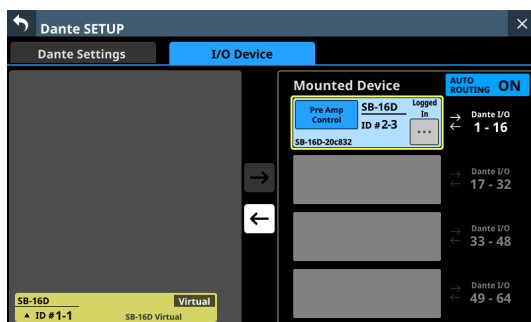 Dante SETUP
Dante Settings
I/O Device
Mounted Device
AUTO
ROUTING ON
Pre Amp
Control
SB-16D
ID #2-3
Logged
In
...
SB-16D-20c832
Dante I/O
1 - 16
Dante I/O
17 - 32
Dante I/O
33 - 48
Dante I/O
49 - 64
SB-16D
Virtual
ID #1-1
SB-16D Virtual